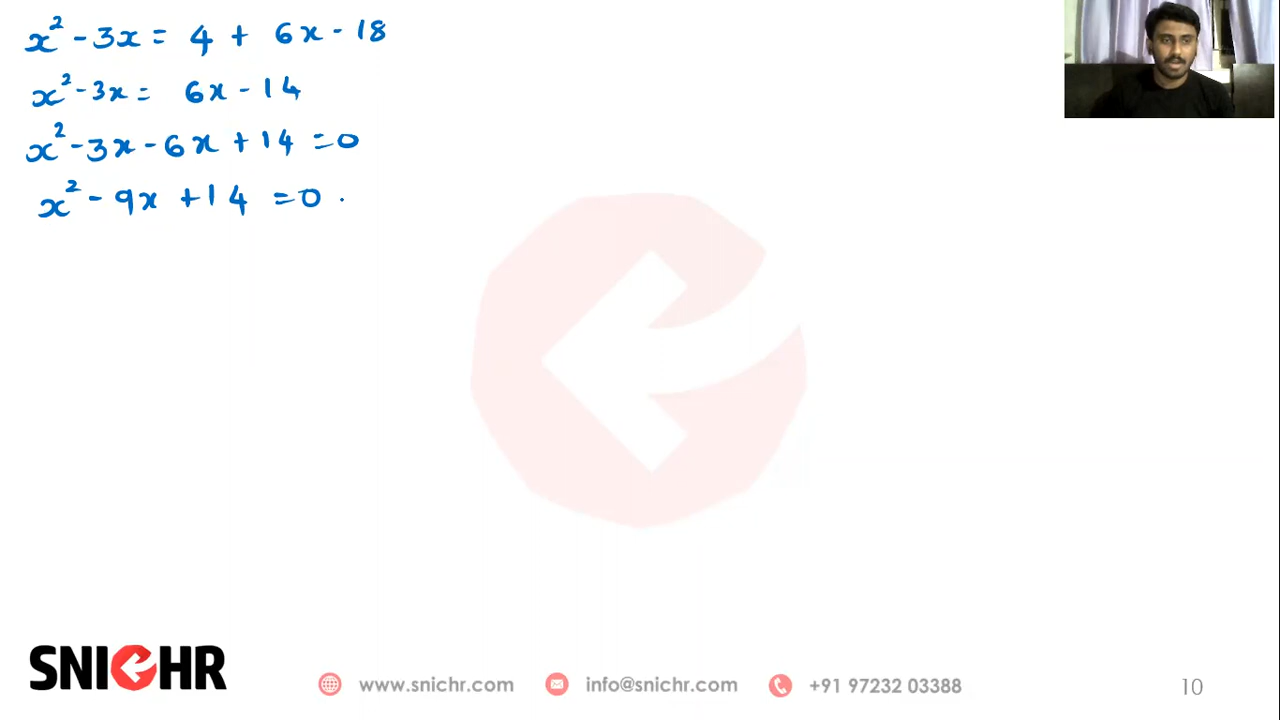 x² - 3x = 4 + 6x - 18
x² - 3x = 6x - 14
x² - 3x - 6x + 14 = 0
x² - 9x + 14 = 0 .
SNICHR
www.snichr.com info@snichr.com +91 97232 03388 10